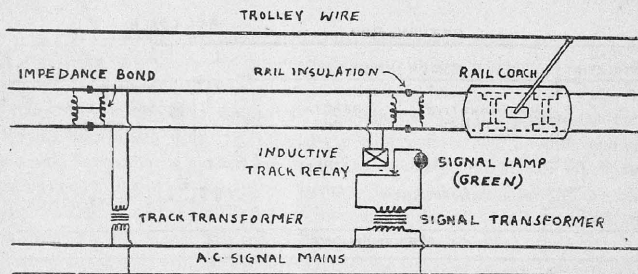 TROLLEY WIRE
IMPEDANCE BOND
RAIL INSULATION
RAIL COACH
INDUCTIVE
TRACK RELAY
SIGNAL LAMP
(GREEN)
TRACK TRANSFORMER
SIGNAL TRANSFORMER
A.C. SIGNAL MAINS